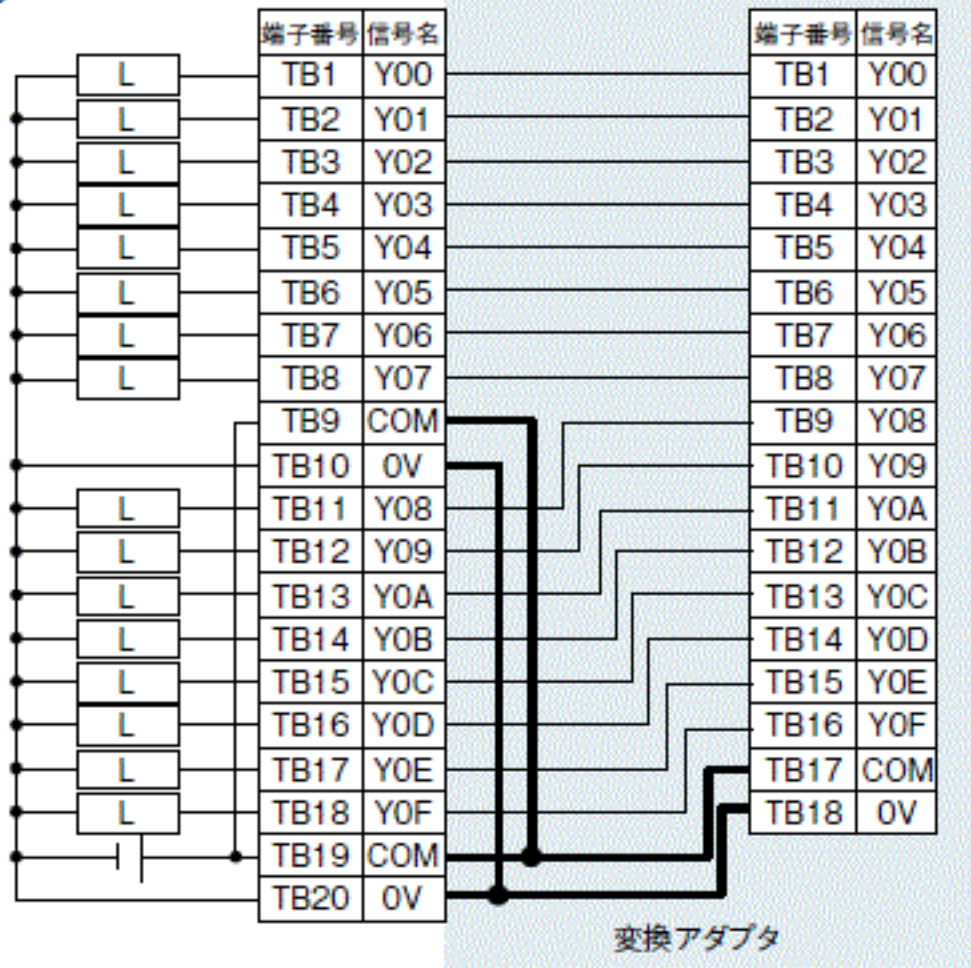 端子番号 信号名 端子番号 信号名
L TB1 Y00 TB1 Y00
L TB2 Y01 TB2 Y01
L TB3 Y02 TB3 Y02
L TB4 Y03 TB4 Y03
L TB5 Y04 TB5 Y04
L TB6 Y05 TB6 Y05
L TB7 Y06 TB7 Y06
L TB8 Y07 TB8 Y07
TB9 COM TB9 Y08
TB10 0V TB10 Y09
L TB11 Y08 TB11 Y0A
L TB12 Y09 TB12 Y0B
L TB13 Y0A TB13 Y0C
L TB14 Y0B TB14 Y0D
L TB15 Y0C TB15 Y0E
L TB16 Y0D TB16 Y0F
L TB17 Y0E TB17 COM
L TB18 Y0F TB18 0V
TB19 COM
TB20 0V
変換アダプタ